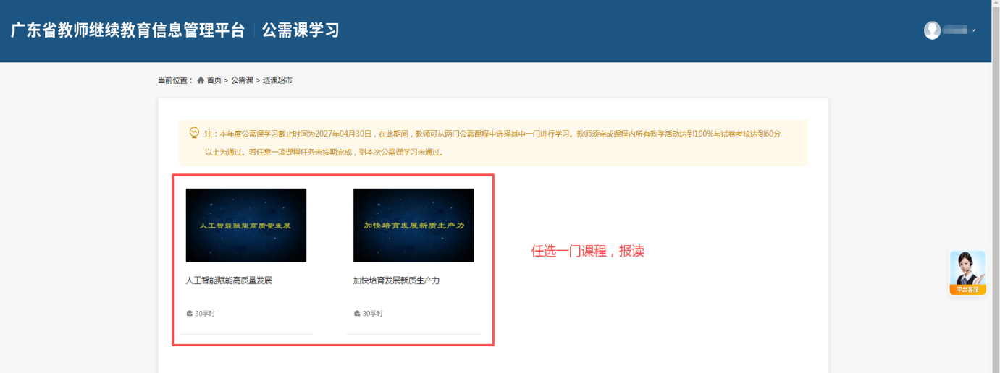 广东省教师继续教育信息管理平台 公需课学习
当前位置： 首页 > 公需课 > 选课超市
注：本年度公需课学习截止时间为2027年04月30日，在此期间，教师可从两门公需课程中选择其中一门进行学习。教师须完成课程内所有教学活动达到100%与试卷考核达到60分
以上为通过。若任意一项课程任务未按期完成，则本次公需课学习未通过。
人工智能赋能高质量发展
加快培育发展新质生产力
任选一门课程，报读
人工智能赋能高质量发展
加快培育发展新质生产力
30学时
30学时
平台客服